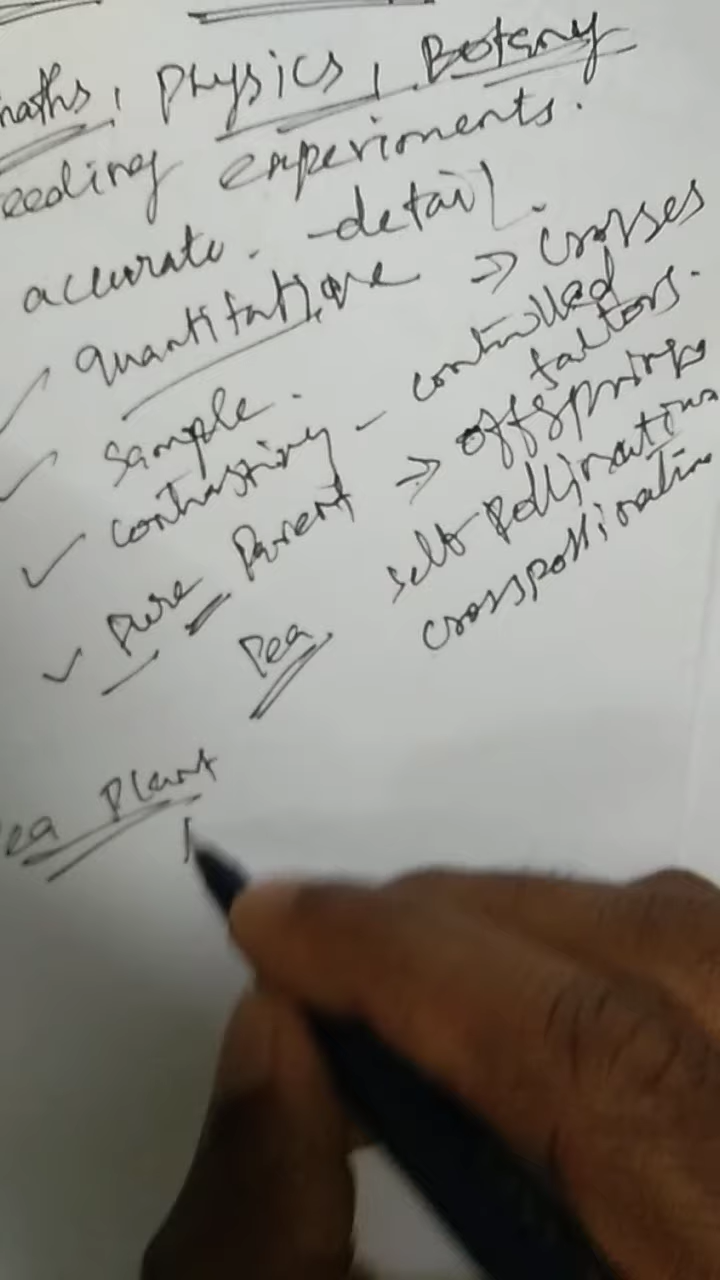 maths, Physics, Botany
eeding experiments.
accurate. -detail.
✓ quantitative => crosses
✓ sample.
✓ contrasting - controlled factors.
✓ Pure Parent → offsprings
Pea self pollination
crosspollination
ea Plant